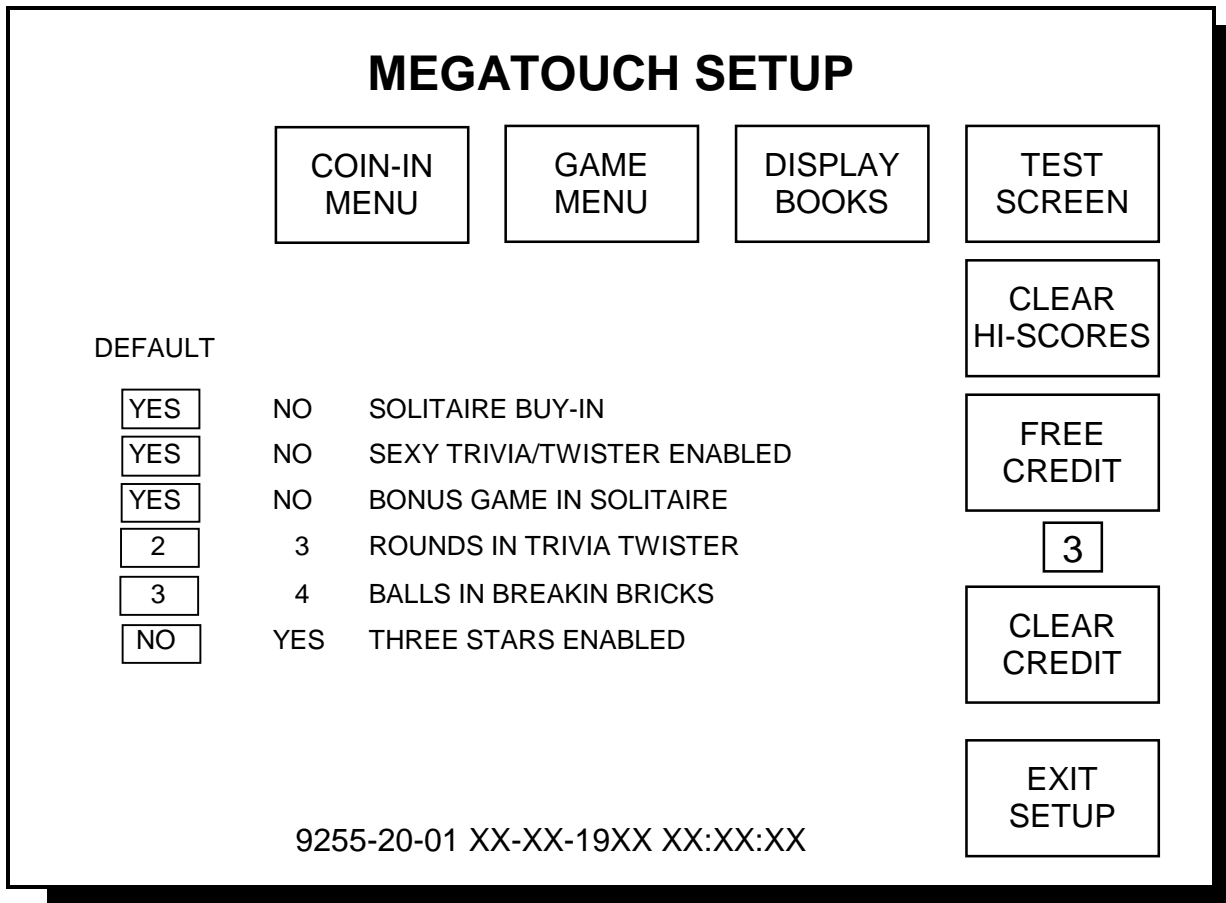 MEGATOUCH SETUP
COIN-IN
MENU
GAME
MENU
DISPLAY
BOOKS
TEST
SCREEN
CLEAR
HI-SCORES
DEFAULT
YES NO SOLITAIRE BUY-IN
YES NO SEXY TRIVIA/TWISTER ENABLED
YES NO BONUS GAME IN SOLITAIRE
2 3 ROUNDS IN TRIVIA TWISTER
3 4 BALLS IN BREAKIN BRICKS
NO YES THREE STARS ENABLED
FREE
CREDIT
3
CLEAR
CREDIT
EXIT
SETUP
9255-20-01 XX-XX-19XX XX:XX:XX